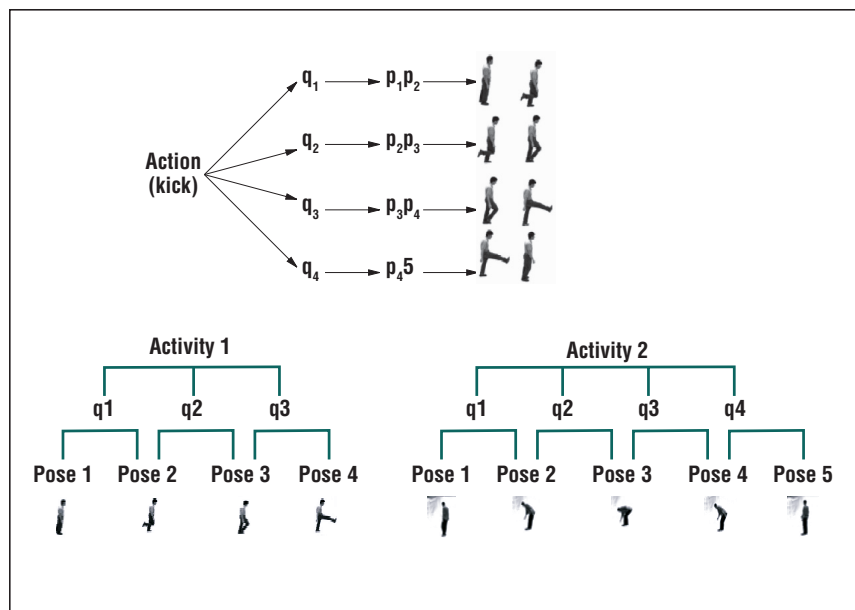 q₁
p₁p₂
q₂
p₂p₃
Action
(kick)
q₃
p₃p₄
q₄
p₄5
Activity 1
q1 q2 q3
Pose 1 Pose 2 Pose 3 Pose 4
Activity 2
q1 q2 q3 q4
Pose 1 Pose 2 Pose 3 Pose 4 Pose 5